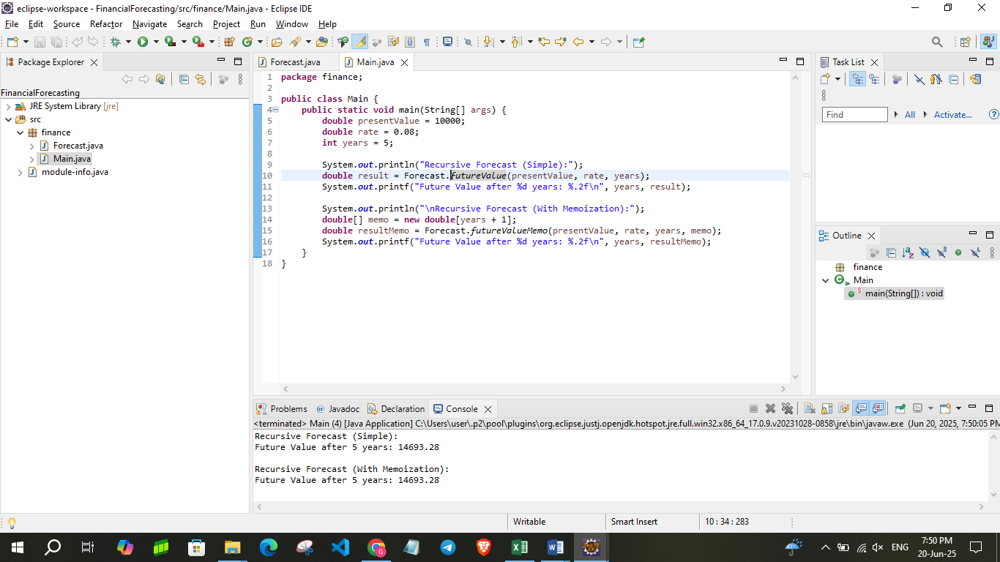 eclipse-workspace - FinancialForecasting/src/finance/Main.java - Eclipse IDE
File Edit Source Refactor Navigate Search Project Run Window Help
Package Explorer
FinancialForecasting
JRE System Library [jre]
src
finance
Forecast.java
Main.java
module-info.java
Forecast.java
Main.java
1 package finance;
2
3 public class Main {
4 public static void main(String[] args) {
5 double presentValue = 10000;
6 double rate = 0.08;
7 int years = 5;
8
9 System.out.println("Recursive Forecast (Simple):");
10 double result = Forecast.futureValue(presentValue, rate, years);
11 System.out.printf("Future Value after %d years: %.2f\n", years, result);
12
13 System.out.println("\nRecursive Forecast (With Memoization):");
14 double[] memo = new double[years + 1];
15 double resultMemo = Forecast.futureValueMemo(presentValue, rate, years, memo);
16 System.out.printf("Future Value after %d years: %.2f\n", years, resultMemo);
17 }
18 }
Task List
Find
All
Activate...
Outline
finance
Main
main(String[]) : void
Problems
Javadoc
Declaration
Console
<terminated> Main (4) [Java Application] C:\Users\user\.p2\pool\plugins\org.eclipse.justj.openjdk.hotspot.jre.full.win32.x86_64_17.0.9.v20231028-0858\jre\bin\javaw.exe (Jun 20, 2025, 7:50:05 PM
Recursive Forecast (Simple):
Future Value after 5 years: 14693.28
Recursive Forecast (With Memoization):
Future Value after 5 years: 14693.28
Writable
Smart Insert
10 : 34 : 283
ENG
7:50 PM
20-Jun-25